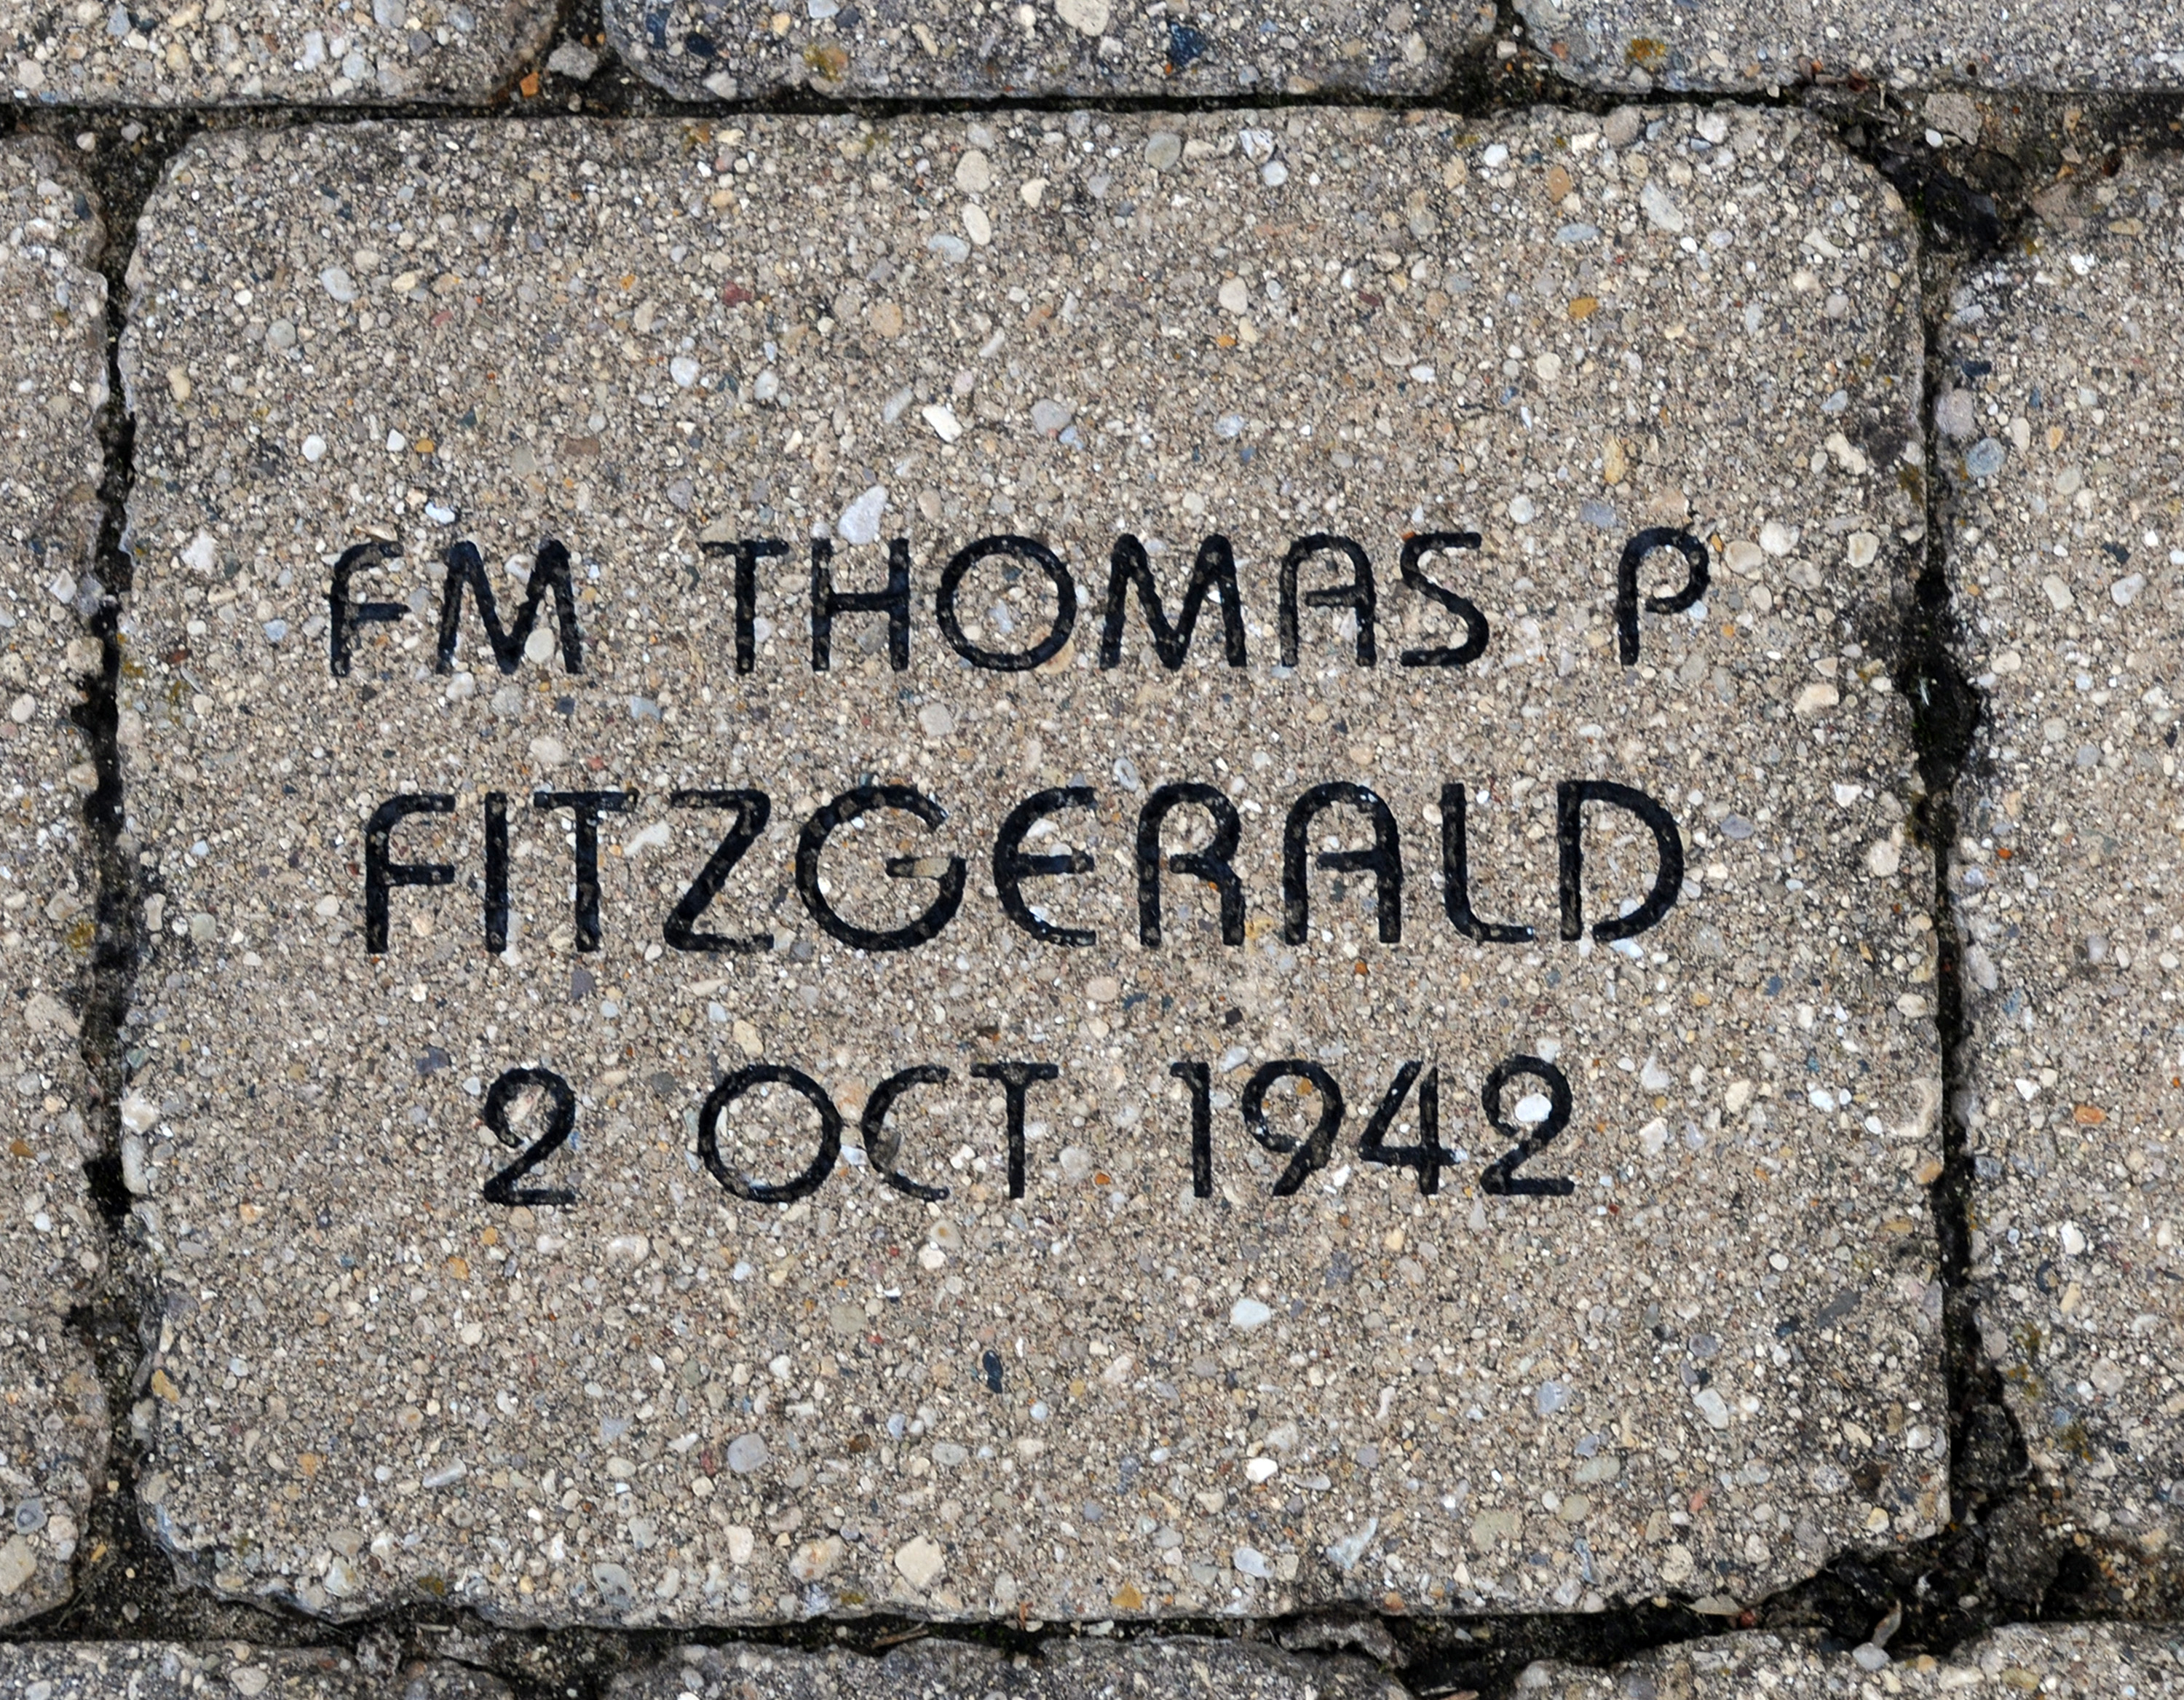 FM THOMAS P
FITZGERALD
2 OCT 1942